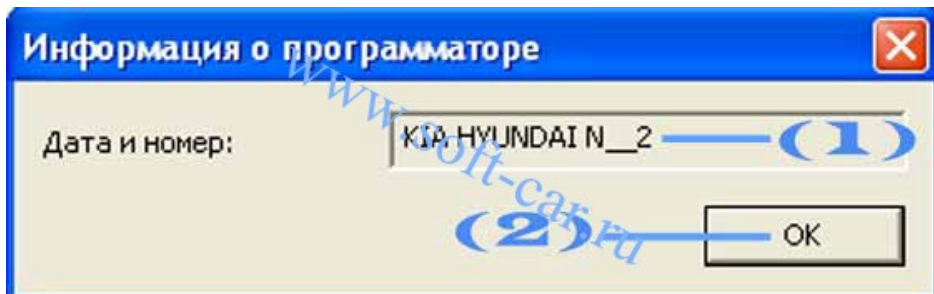 Информация о программаторе
Дата и номер: KIA HYUNDAI N__2 (1)
(2) OK
www.soft-car.ru